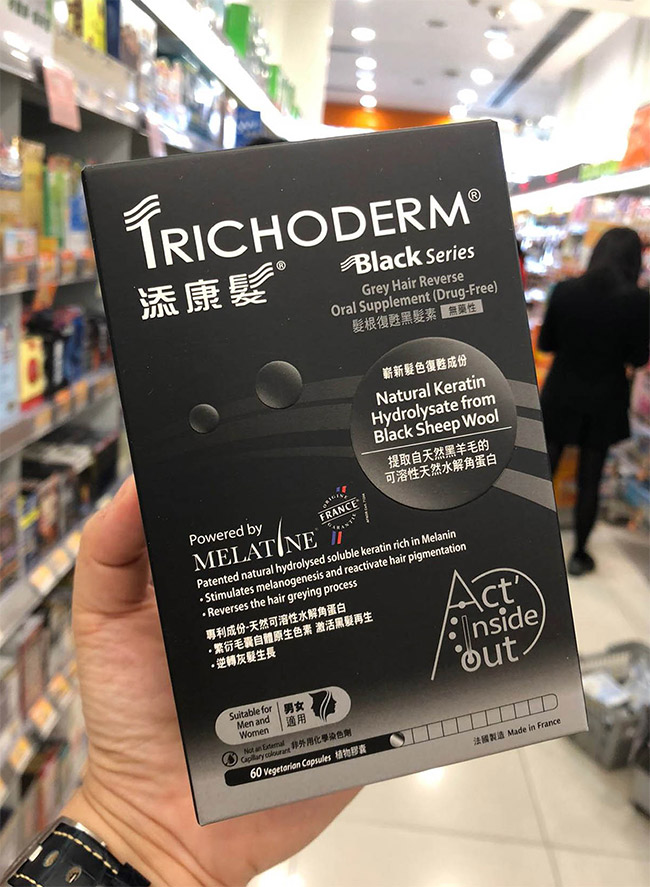 TRICHODERM®
添康髮®
Black Series
Grey Hair Reverse
Oral Supplement (Drug-Free)
髮根復甦黑髮素 無藥性
嶄新髮色復甦成份
Natural Keratin
Hydrolysate from
Black Sheep Wool
提取自天然黑羊毛的
可溶性天然水解角蛋白
Powered by
MELATINE
ORIGINE
FRANCE
GARANTIE
Patented natural hydrolysed soluble keratin rich in Melanin
• Stimulates melanogenesis and reactivate hair pigmentation
• Reverses the hair greying process
專利成份-天然可溶性水解角蛋白
• 繁衍毛囊自體原生色素 激活黑髮再生
• 逆轉灰髮生長
Act'
inside
out
Suitable for
Men and
Women
男女
適用
Not an External
Capillary colourant 非外用化學染色劑
60 Vegetarian Capsules 植物膠囊
法國製造 Made in France